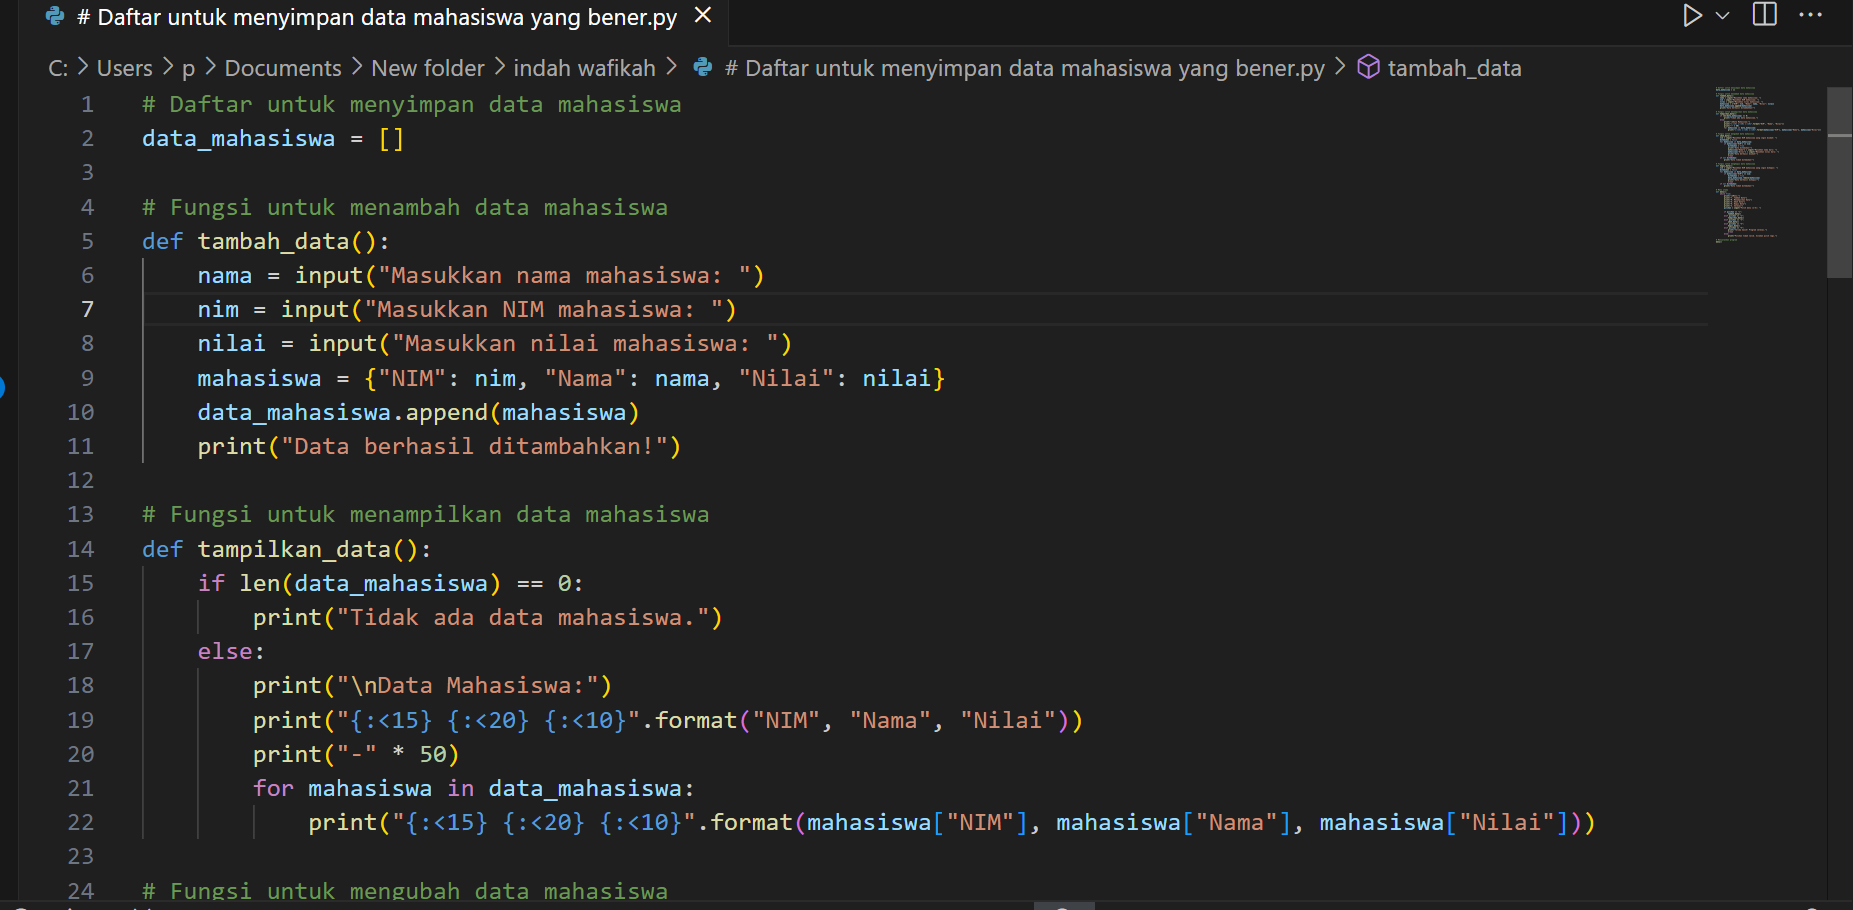 # Daftar untuk menyimpan data mahasiswa yang bener.py
C: > Users > p > Documents > New folder > indah wafikah > # Daftar untuk menyimpan data mahasiswa yang bener.py > tambah_data
1 # Daftar untuk menyimpan data mahasiswa
2 data_mahasiswa = []
3
4 # Fungsi untuk menambah data mahasiswa
5 def tambah_data():
6     nama = input("Masukkan nama mahasiswa: ")
7     nim = input("Masukkan NIM mahasiswa: ")
8     nilai = input("Masukkan nilai mahasiswa: ")
9     mahasiswa = {"NIM": nim, "Nama": nama, "Nilai": nilai}
10     data_mahasiswa.append(mahasiswa)
11     print("Data berhasil ditambahkan!")
12
13 # Fungsi untuk menampilkan data mahasiswa
14 def tampilkan_data():
15     if len(data_mahasiswa) == 0:
16         print("Tidak ada data mahasiswa.")
17     else:
18         print("\nData Mahasiswa:")
19         print("{:<15} {:<20} {:<10}".format("NIM", "Nama", "Nilai"))
20         print("-" * 50)
21         for mahasiswa in data_mahasiswa:
22             print("{:<15} {:<20} {:<10}".format(mahasiswa["NIM"], mahasiswa["Nama"], mahasiswa["Nilai"]))
23
24 # Fungsi untuk mengubah data mahasiswa